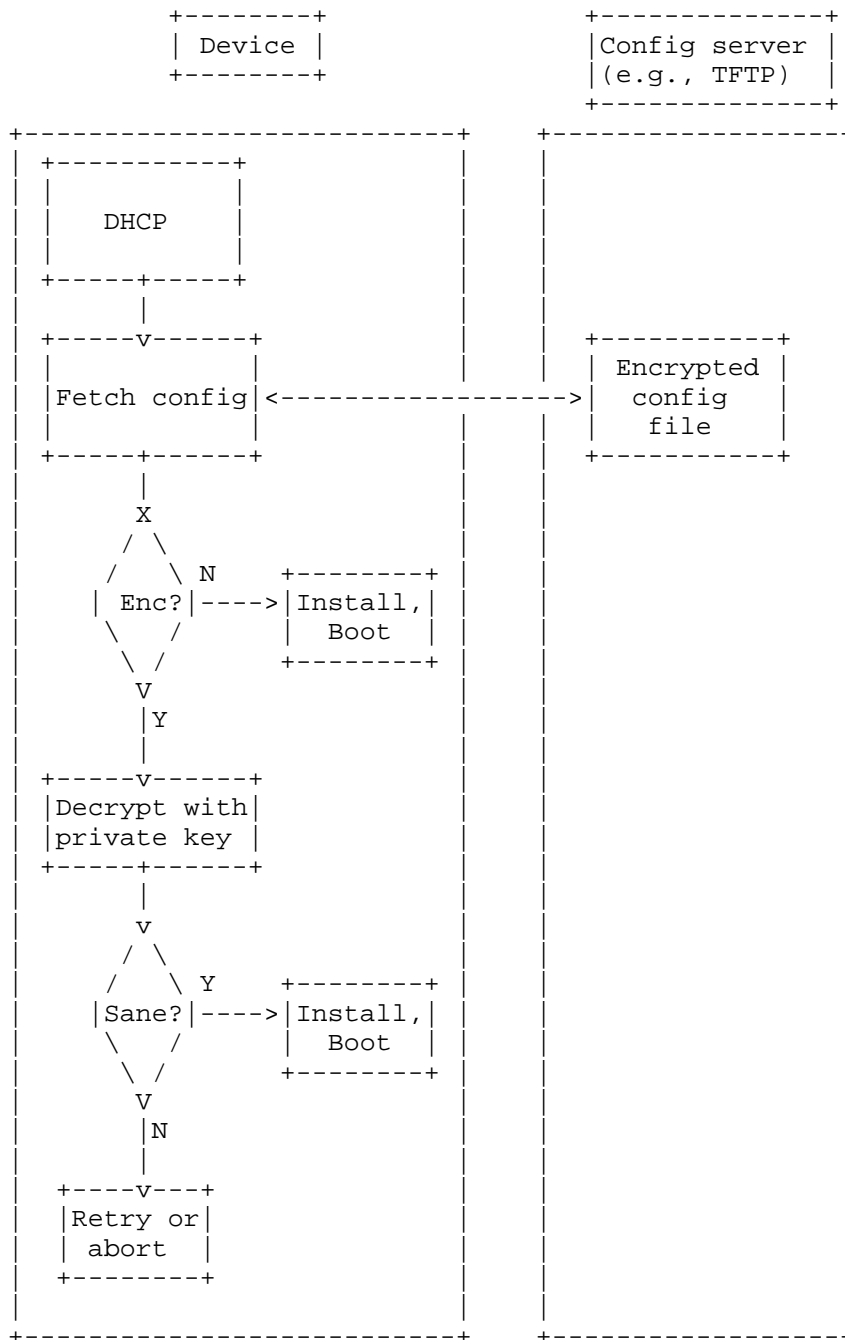 Device
Config server
(e.g., TFTP)
DHCP
Fetch config
Encrypted
config
file
X
N
Enc?
Install,
Boot
V
Y
v
Decrypt with
private key
v
Y
Sane?
Install,
Boot
V
N
v
Retry or
abort